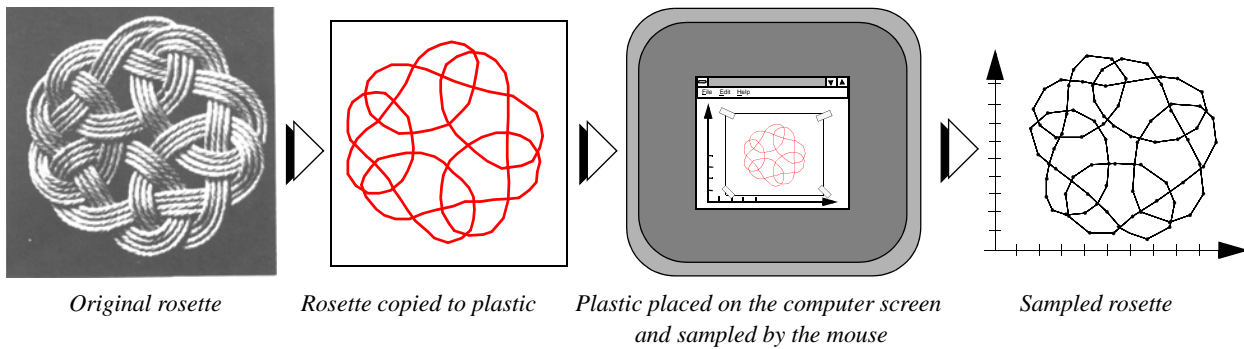 File Edit Help
Original rosette
Rosette copied to plastic
Plastic placed on the computer screen
and sampled by the mouse
Sampled rosette